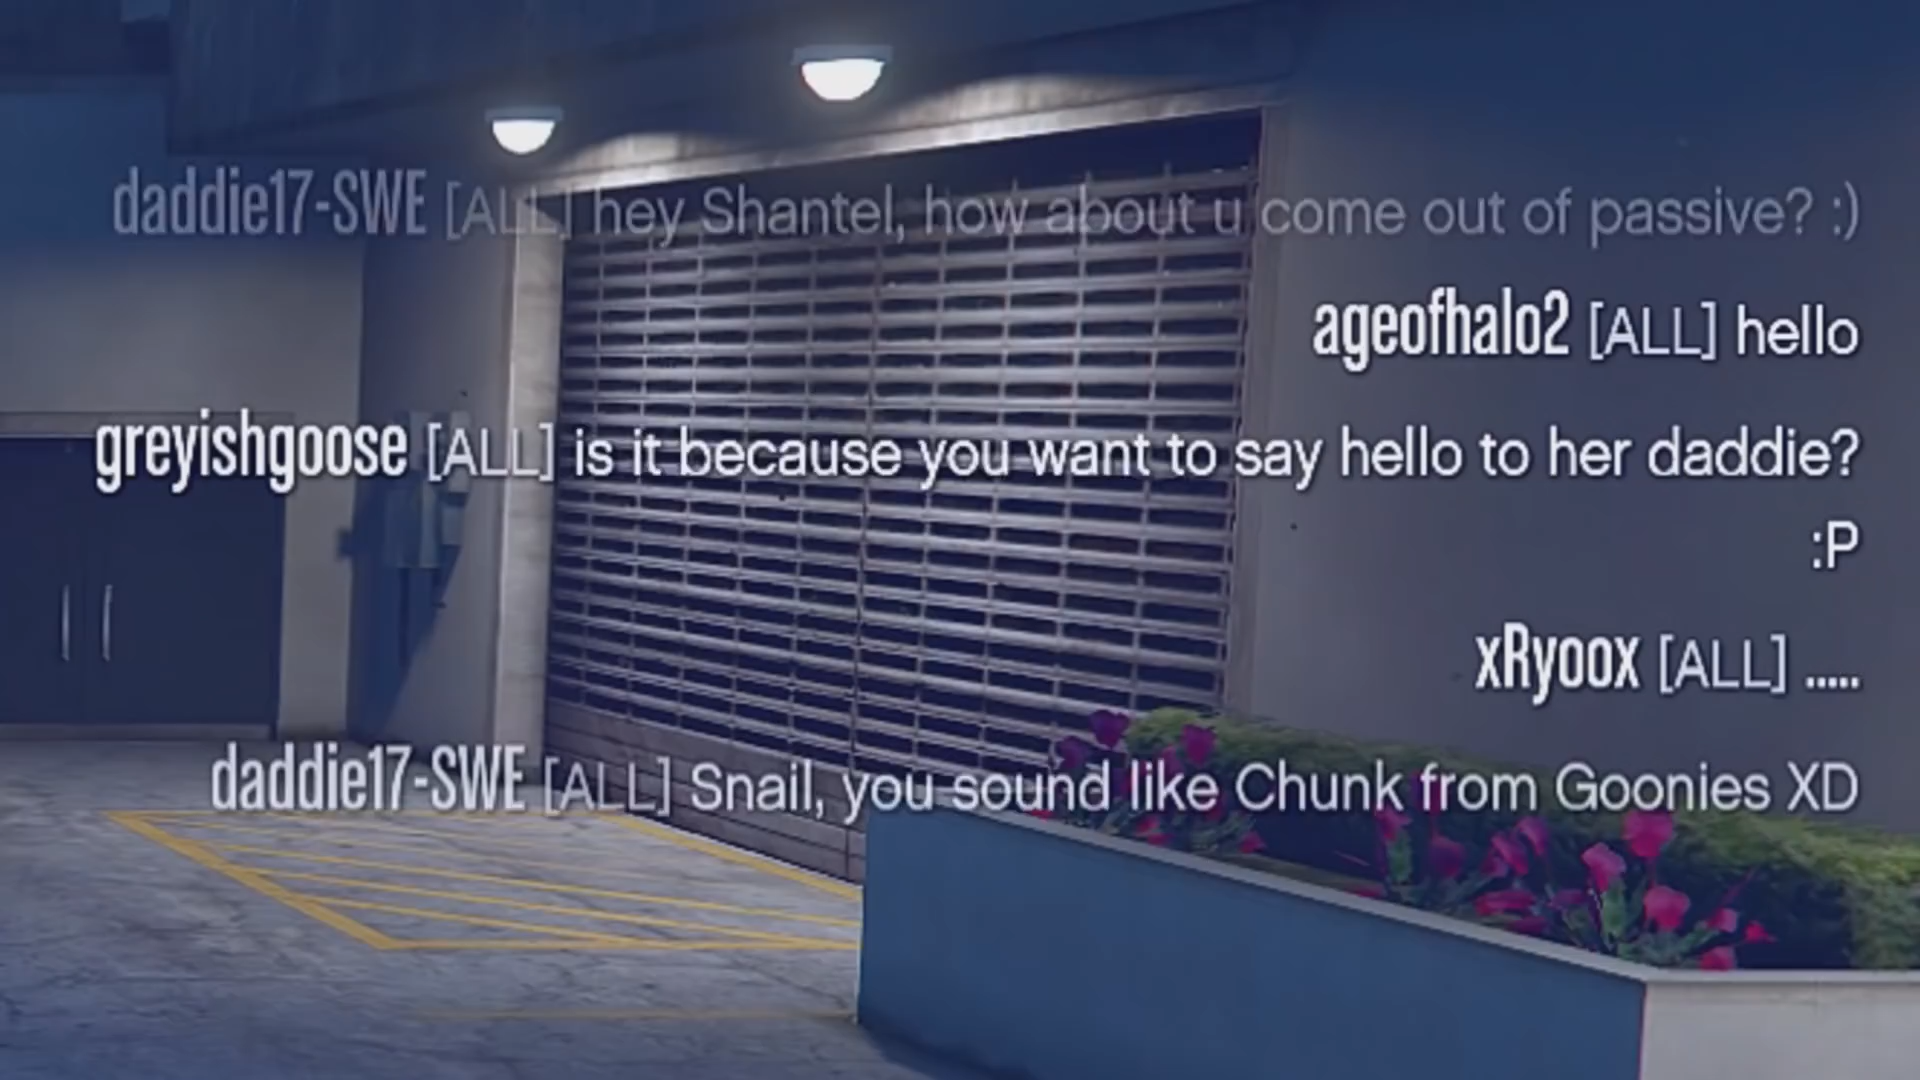 daddie17-SWE [ALL] hey Shantel, how about u come out of passive? :)
ageofhalo2 [ALL] hello
greyishgoose [ALL] is it because you want to say hello to her daddie?
:P
xRyoox [ALL] .....
daddie17-SWE [ALL] Snail, you sound like Chunk from Goonies XD